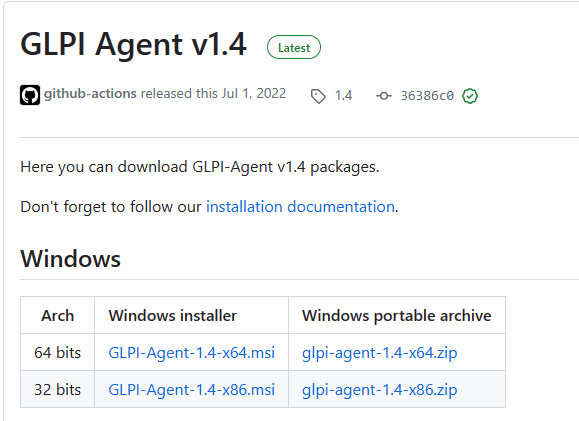 GLPI Agent v1.4 Latest
github-actions released this Jul 1, 2022 1.4 36386c0
Here you can download GLPI-Agent v1.4 packages.
Don't forget to follow our installation documentation.
Windows
Arch Windows installer Windows portable archive
64 bits GLPI-Agent-1.4-x64.msi glpi-agent-1.4-x64.zip
32 bits GLPI-Agent-1.4-x86.msi glpi-agent-1.4-x86.zip